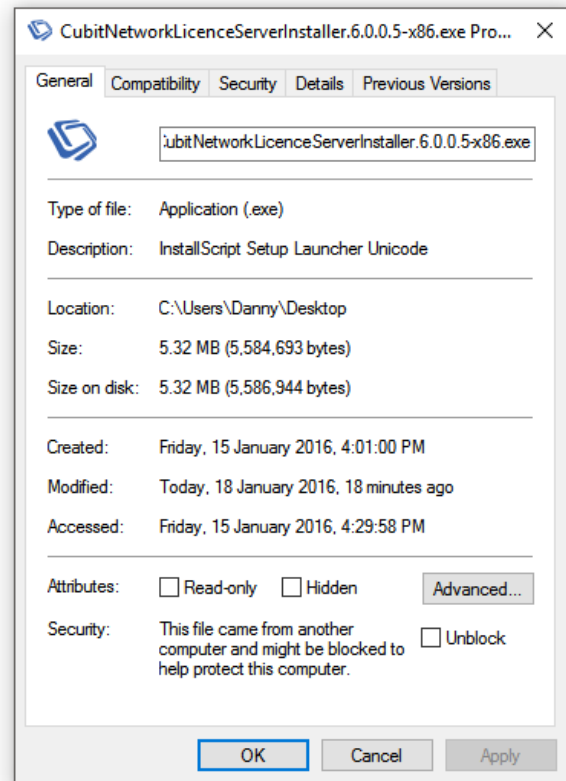 CubitNetworkLicenceServerInstaller.6.0.0.5-x86.exe Pro...
General Compatibility Security Details Previous Versions
CubitNetworkLicenceServerInstaller.6.0.0.5-x86.exe
Type of file: Application (.exe)
Description: InstallScript Setup Launcher Unicode
Location: C:\Users\Danny\Desktop
Size: 5.32 MB (5,584,693 bytes)
Size on disk: 5.32 MB (5,586,944 bytes)
Created: Friday, 15 January 2016, 4:01:00 PM
Modified: Today, 18 January 2016, 18 minutes ago
Accessed: Friday, 15 January 2016, 4:29:58 PM
Attributes: Read-only Hidden Advanced...
Security: This file came from another
computer and might be blocked to
help protect this computer.
Unblock
OK Cancel Apply